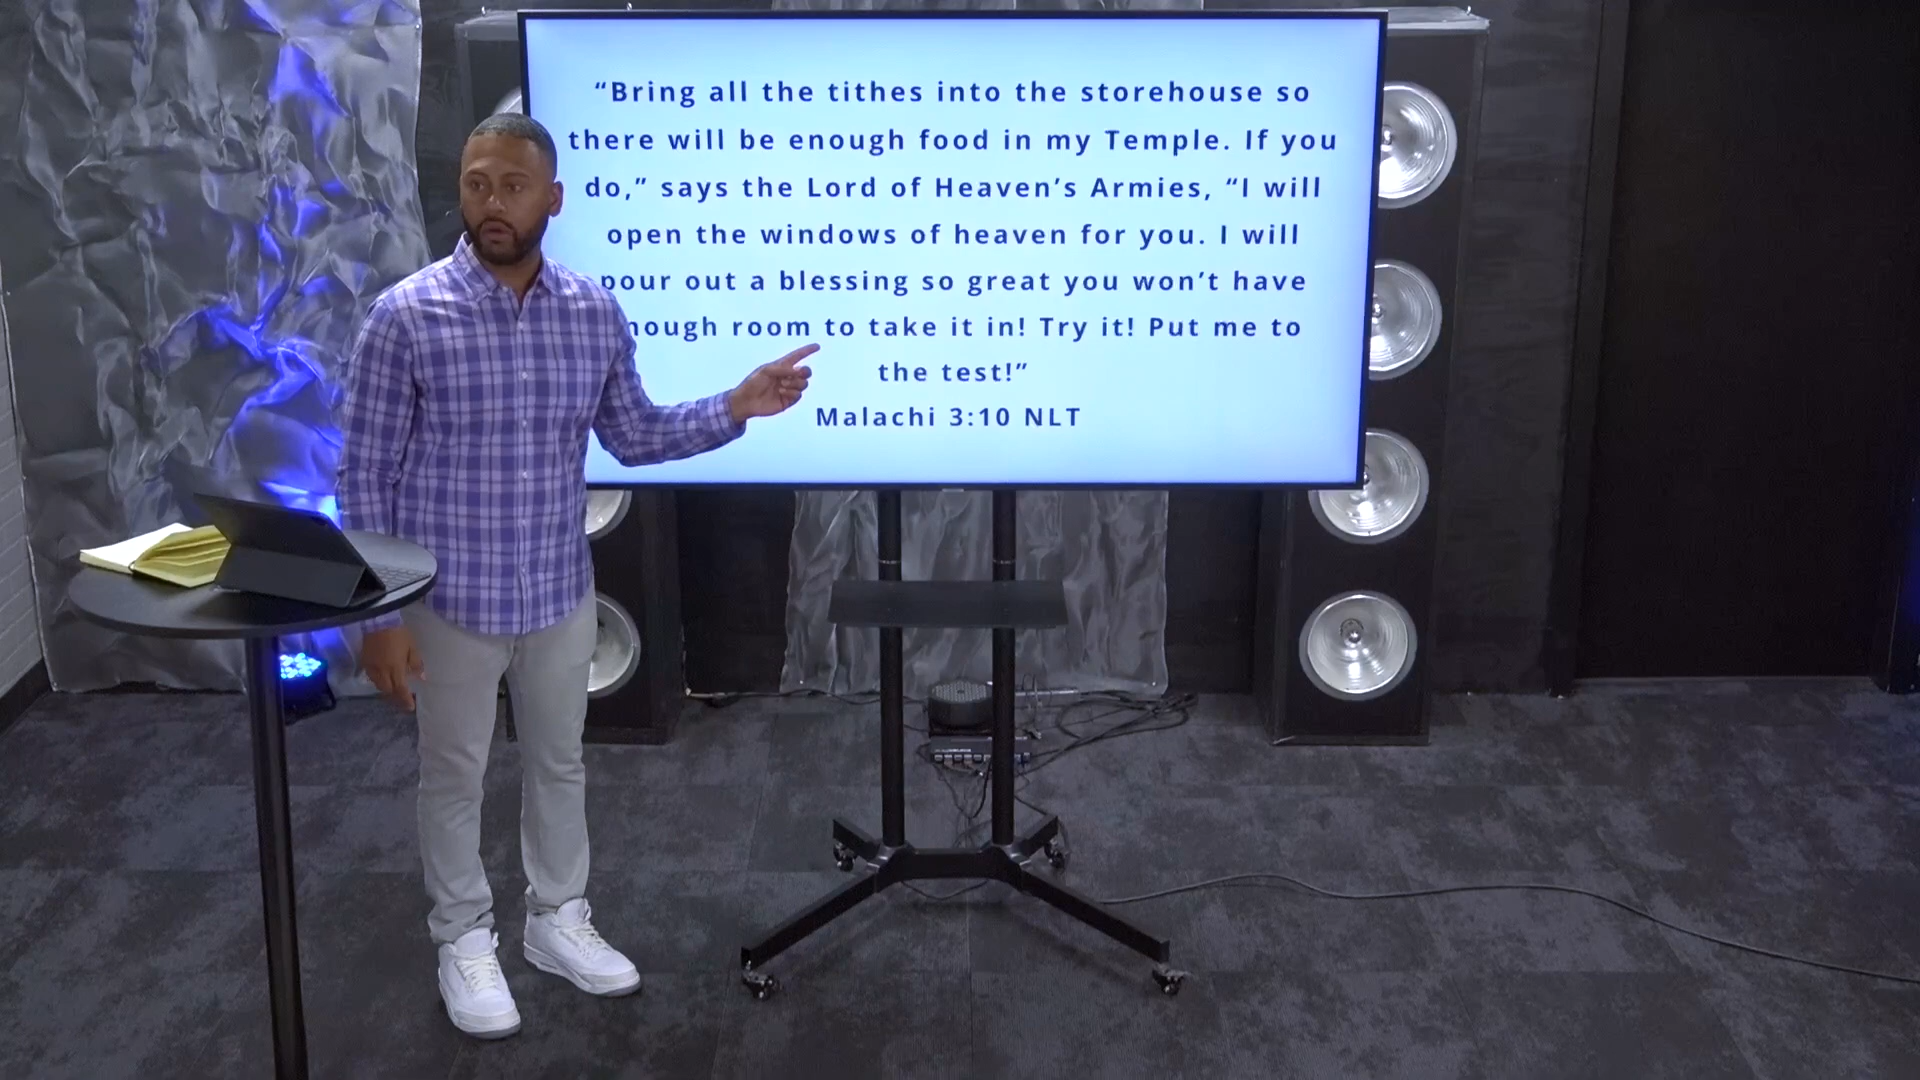 “Bring all the tithes into the storehouse so
there will be enough food in my Temple. If you
do,” says the Lord of Heaven’s Armies, “I will
open the windows of heaven for you. I will
pour out a blessing so great you won’t have
room to take it in! Try it! Put me to
the test!”
Malachi 3:10 NLT